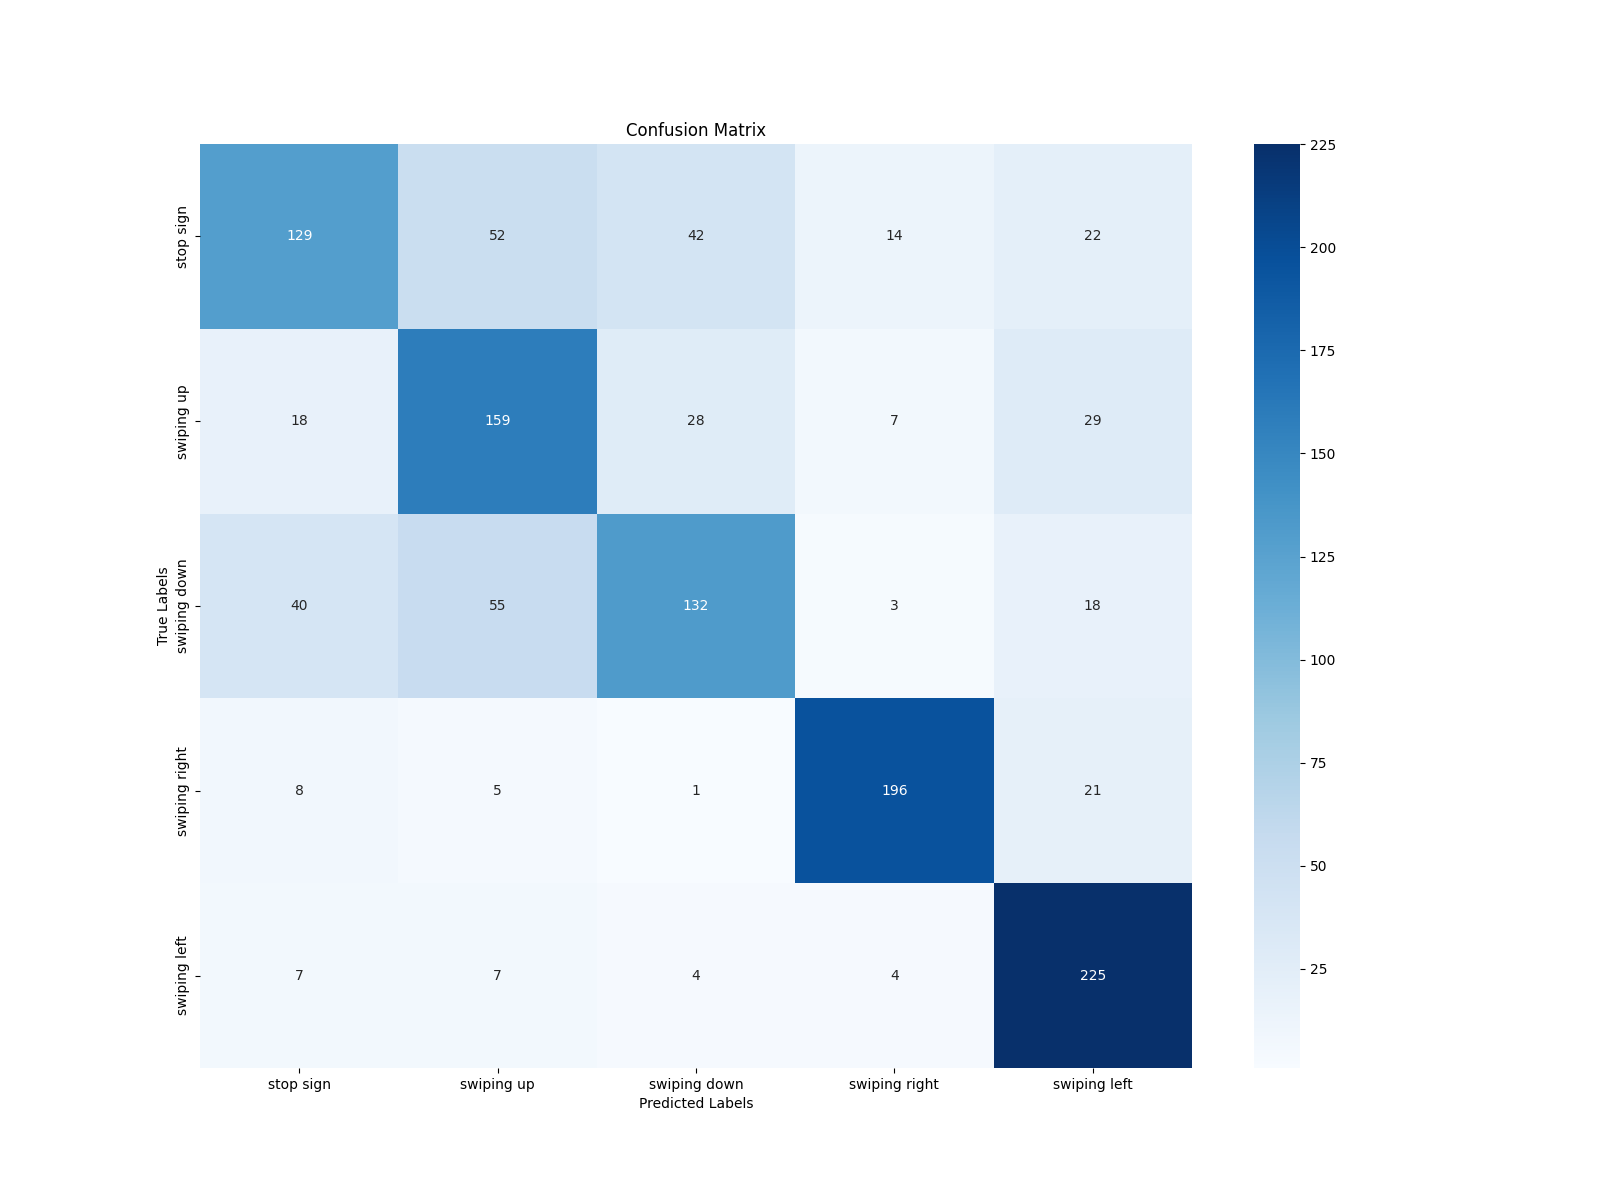 Confusion Matrix
True Labels
stop sign
129 52 42 14 22
swiping up
18 159 28 7 29
swiping down
40 55 132 3 18
swiping right
8 5 1 196 21
swiping left
7 7 4 4 225
stop sign swiping up swiping down swiping right swiping left
Predicted Labels
225
200
175
150
125
100
75
50
25